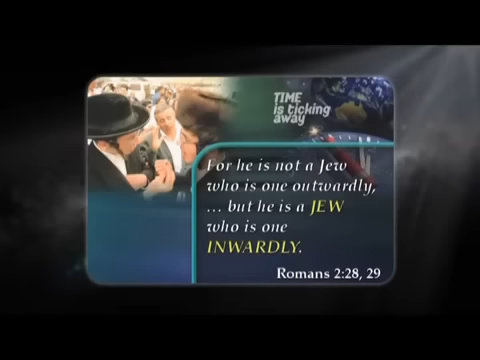 TIME
is ticking
away
For he is not a Jew
who is one outwardly,
... but he is a JEW
who is one
INWARDLY.
Romans 2:28, 29